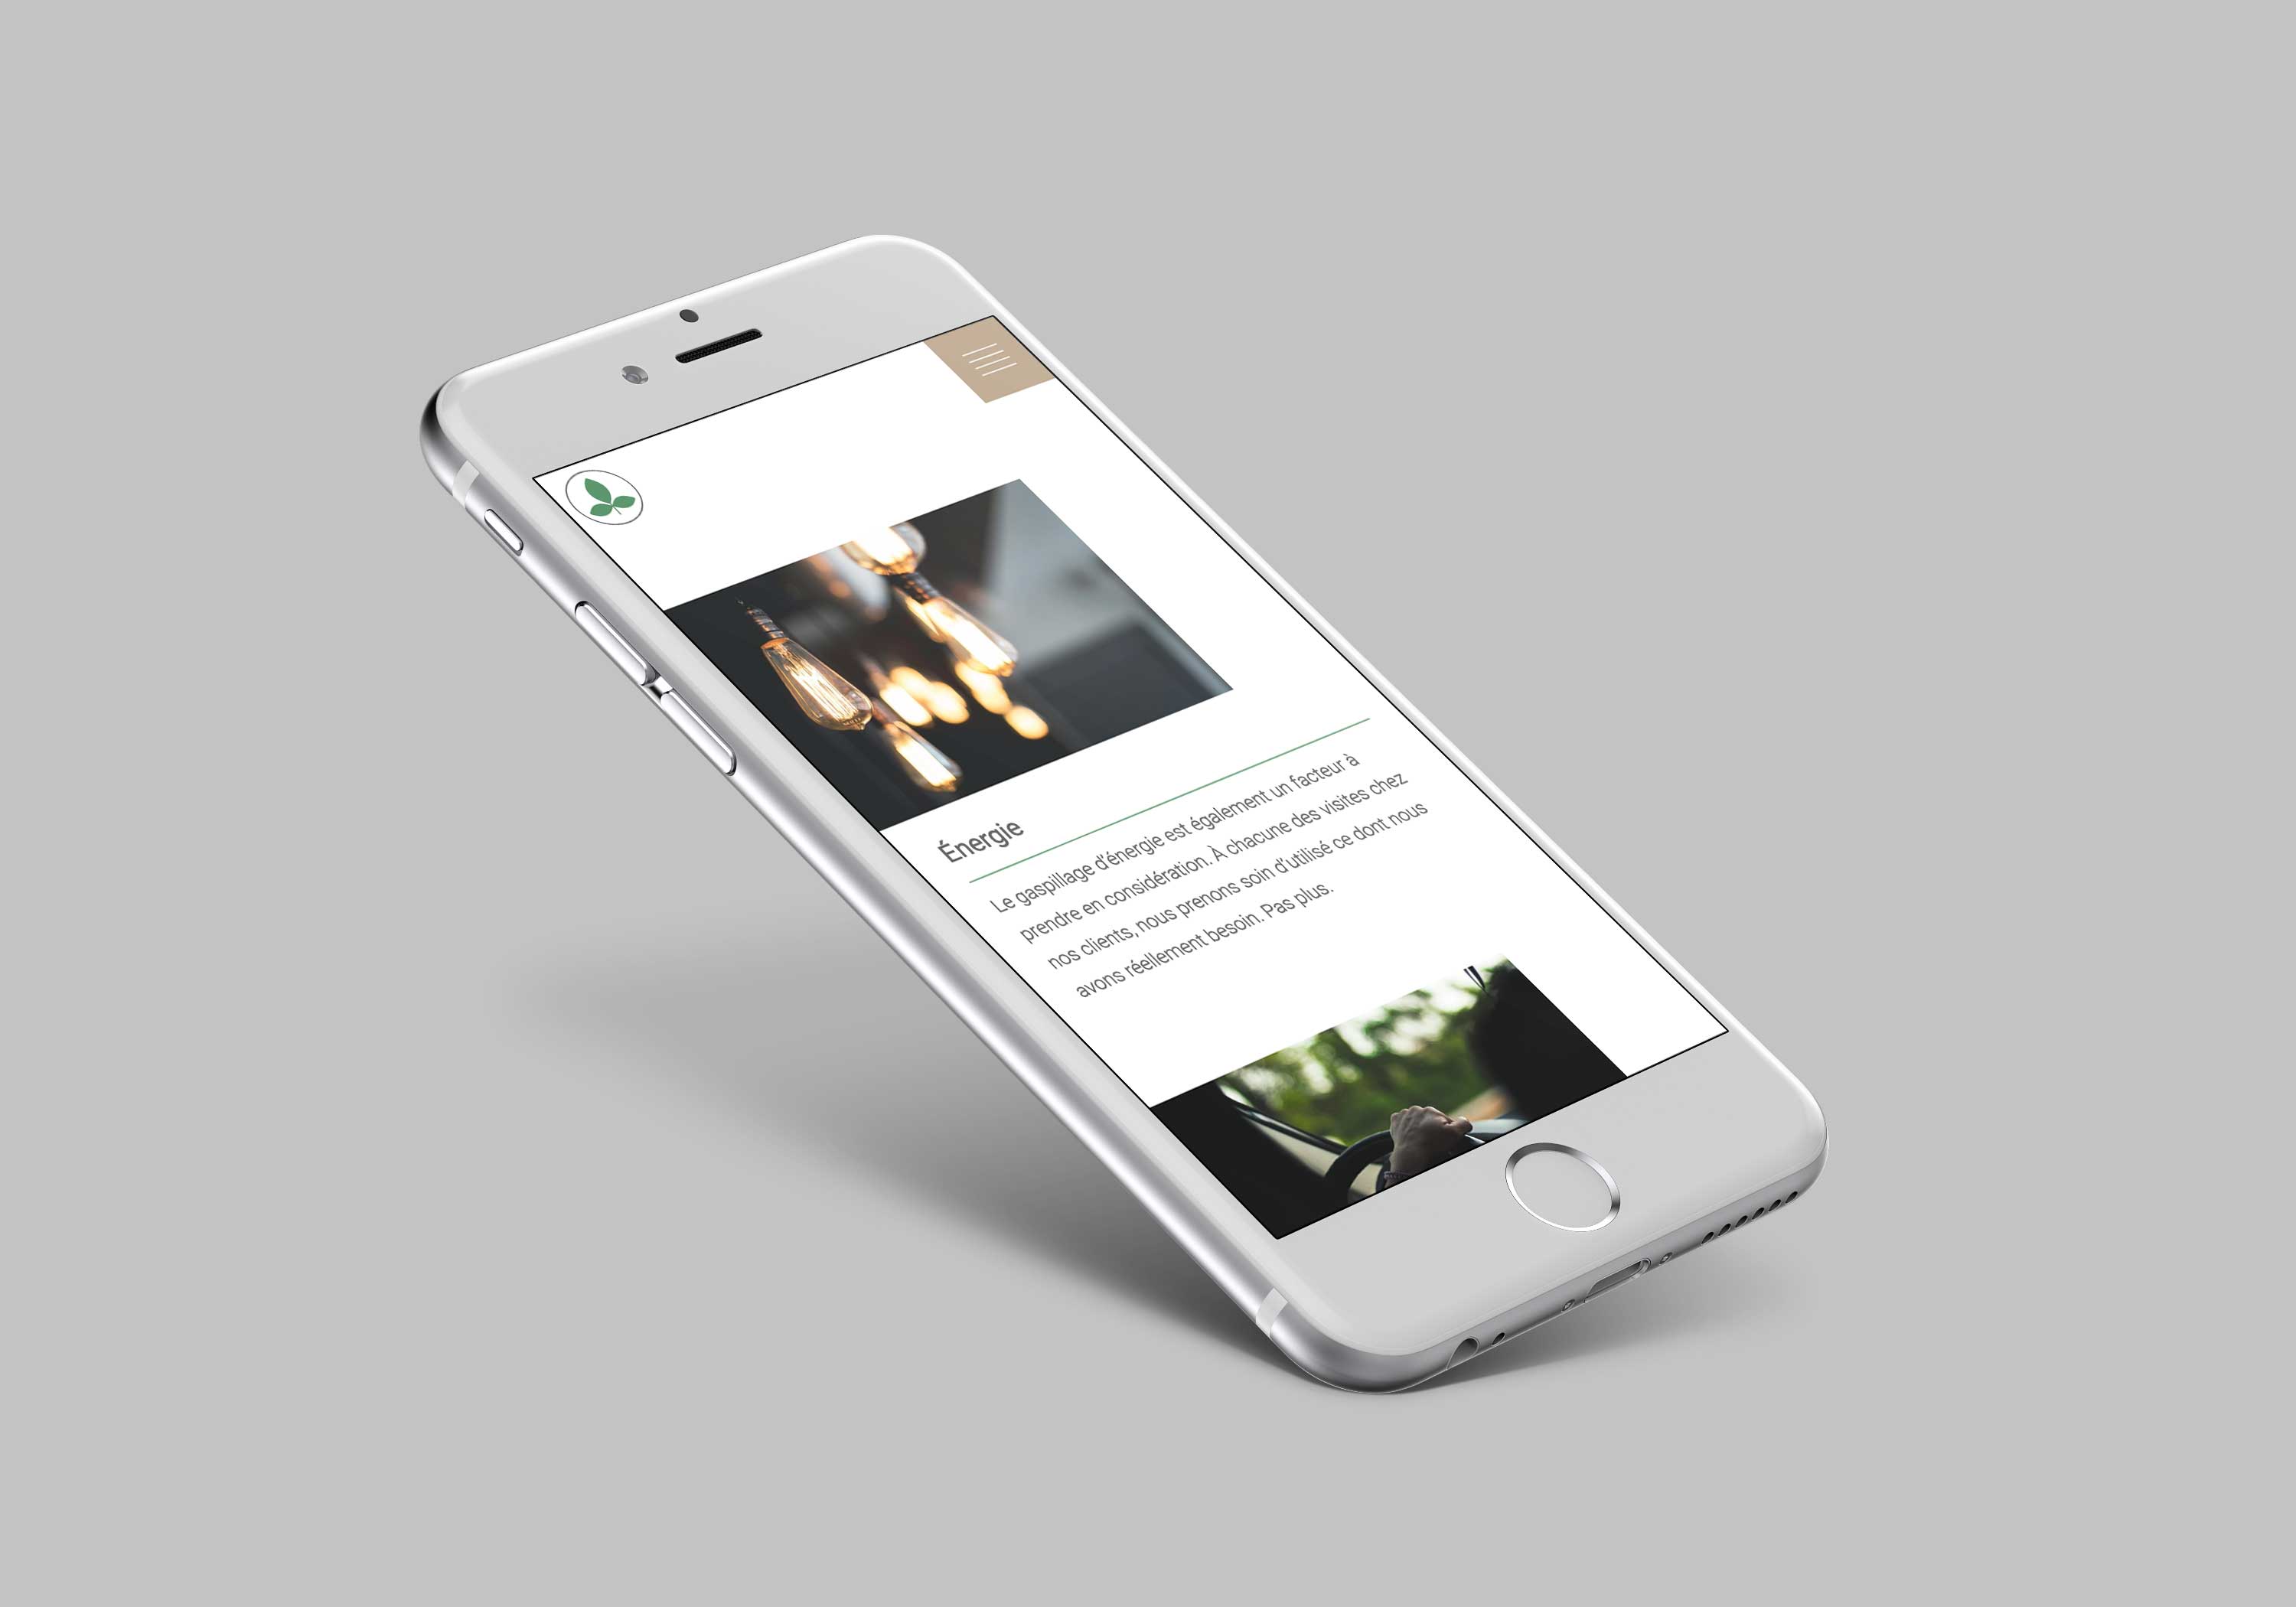 Énergie
Le gaspillage d'énergie est également un facteur à
prendre en considération. À chacune des visites chez
nos clients, nous prenons soin d'utilisé ce dont nous
avons réellement besoin. Pas plus.